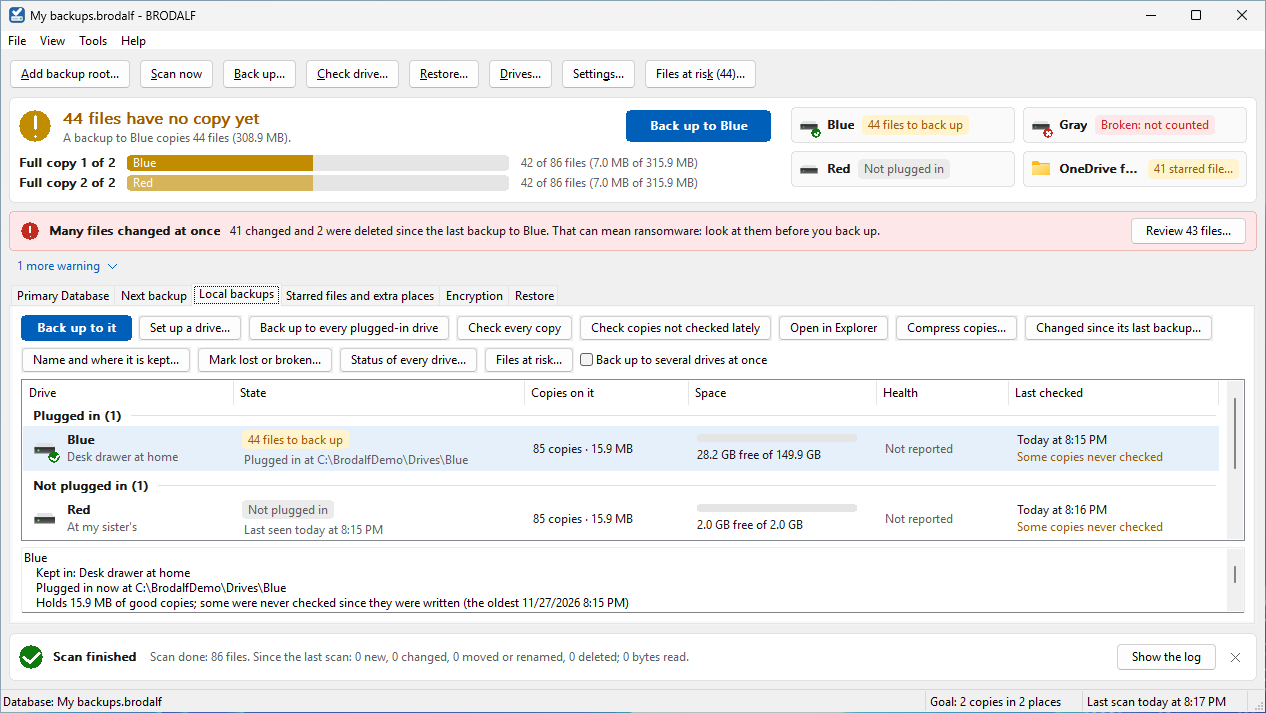 My backups.brodalf - BRODALF
File View Tools Help
Add backup root... Scan now Back up... Check drive... Restore... Drives... Settings... Files at risk (44)...
44 files have no copy yet
A backup to Blue copies 44 files (308.9 MB).
Back up to Blue
Full copy 1 of 2 Blue 42 of 86 files (7.0 MB of 315.9 MB)
Full copy 2 of 2 Red 42 of 86 files (7.0 MB of 315.9 MB)
Blue 44 files to back up
Gray Broken: not counted
Red Not plugged in
OneDrive f... 41 starred file...
Many files changed at once 41 changed and 2 were deleted since the last backup to Blue. That can mean ransomware: look at them before you back up. Review 43 files...
1 more warning
Primary Database Next backup Local backups Starred files and extra places Encryption Restore
Back up to it Set up a drive... Back up to every plugged-in drive Check every copy Check copies not checked lately Open in Explorer Compress copies... Changed since its last backup...
Name and where it is kept... Mark lost or broken... Status of every drive... Files at risk... Back up to several drives at once
Drive State Copies on it Space Health Last checked
Plugged in (1)
Blue 44 files to back up Today at 8:15 PM
85 copies · 15.9 MB Not reported
Desk drawer at home Plugged in at C:\BrodalfDemo\Drives\Blue 28.2 GB free of 149.9 GB Some copies never checked
Not plugged in (1)
Red Not plugged in Today at 8:16 PM
85 copies · 15.9 MB Not reported
At my sister's Last seen today at 8:15 PM 2.0 GB free of 2.0 GB Some copies never checked
Blue
Kept in: Desk drawer at home
Plugged in now at C:\BrodalfDemo\Drives\Blue
Holds 15.9 MB of good copies; some were never checked since they were written (the oldest 11/27/2026 8:15 PM)
Scan finished Scan done: 86 files. Since the last scan: 0 new, 0 changed, 0 moved or renamed, 0 deleted; 0 bytes read. Show the log
Database: My backups.brodalf Goal: 2 copies in 2 places Last scan today at 8:17 PM